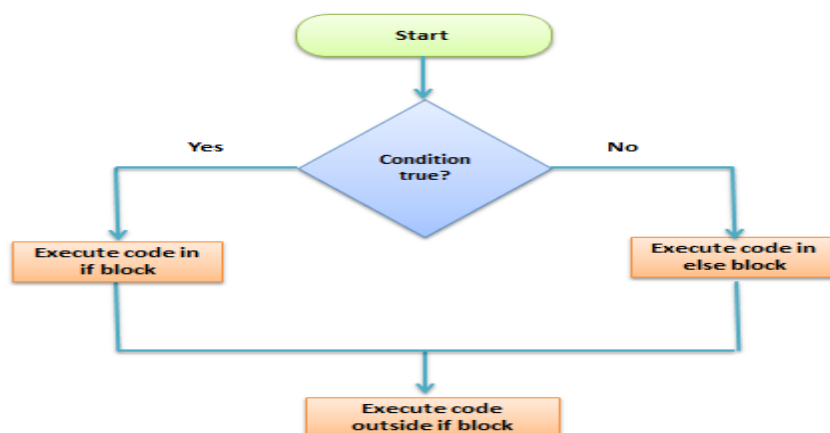 Start
Condition
true?
Yes
No
Execute code in
if block
Execute code in
else block
Execute code
outside if block